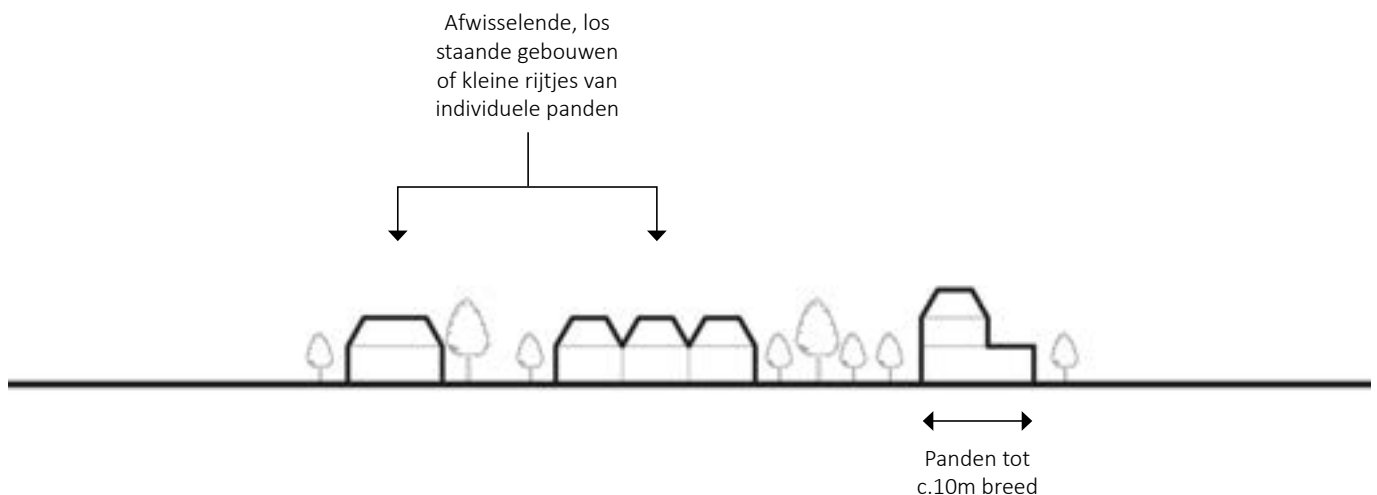 Afwisselende, los
staande gebouwen
of kleine rijtjes van
individuele panden
Panden tot
c.10m breed